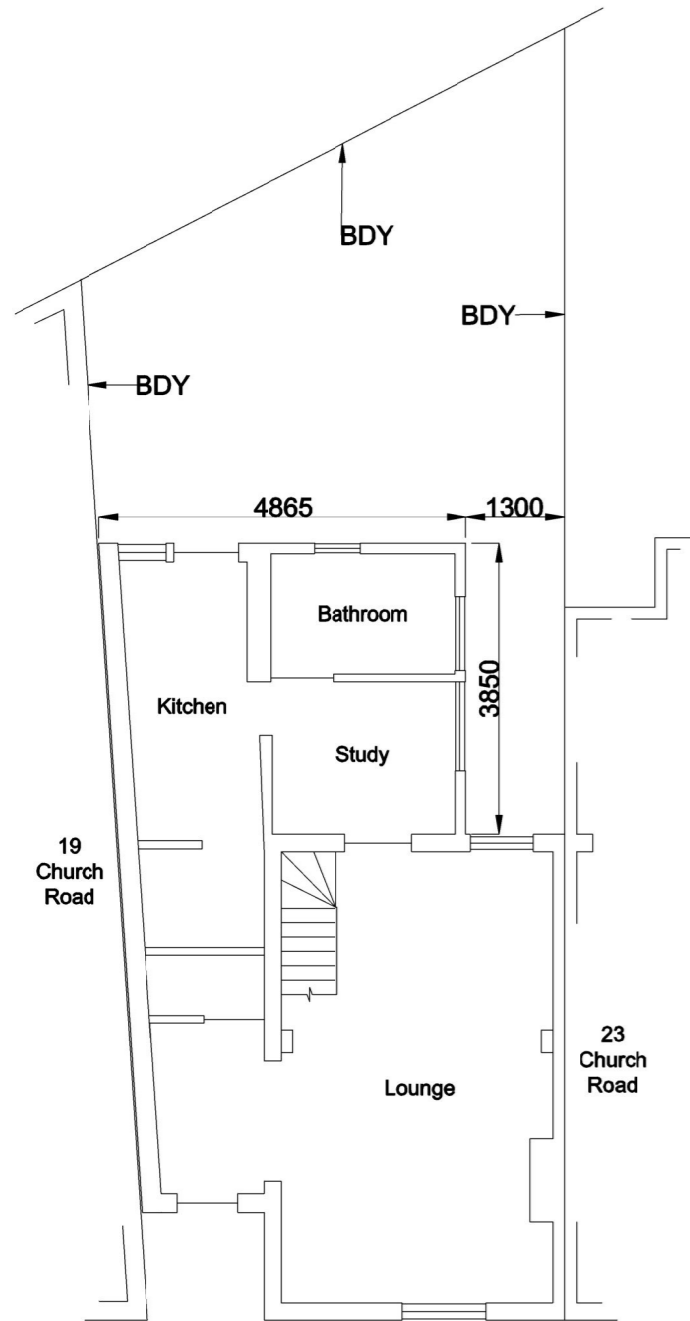 BDY
BDY
BDY
4865
1300
Bathroom
3850
Kitchen
Study
19
Church
Road
23
Church
Road
Lounge